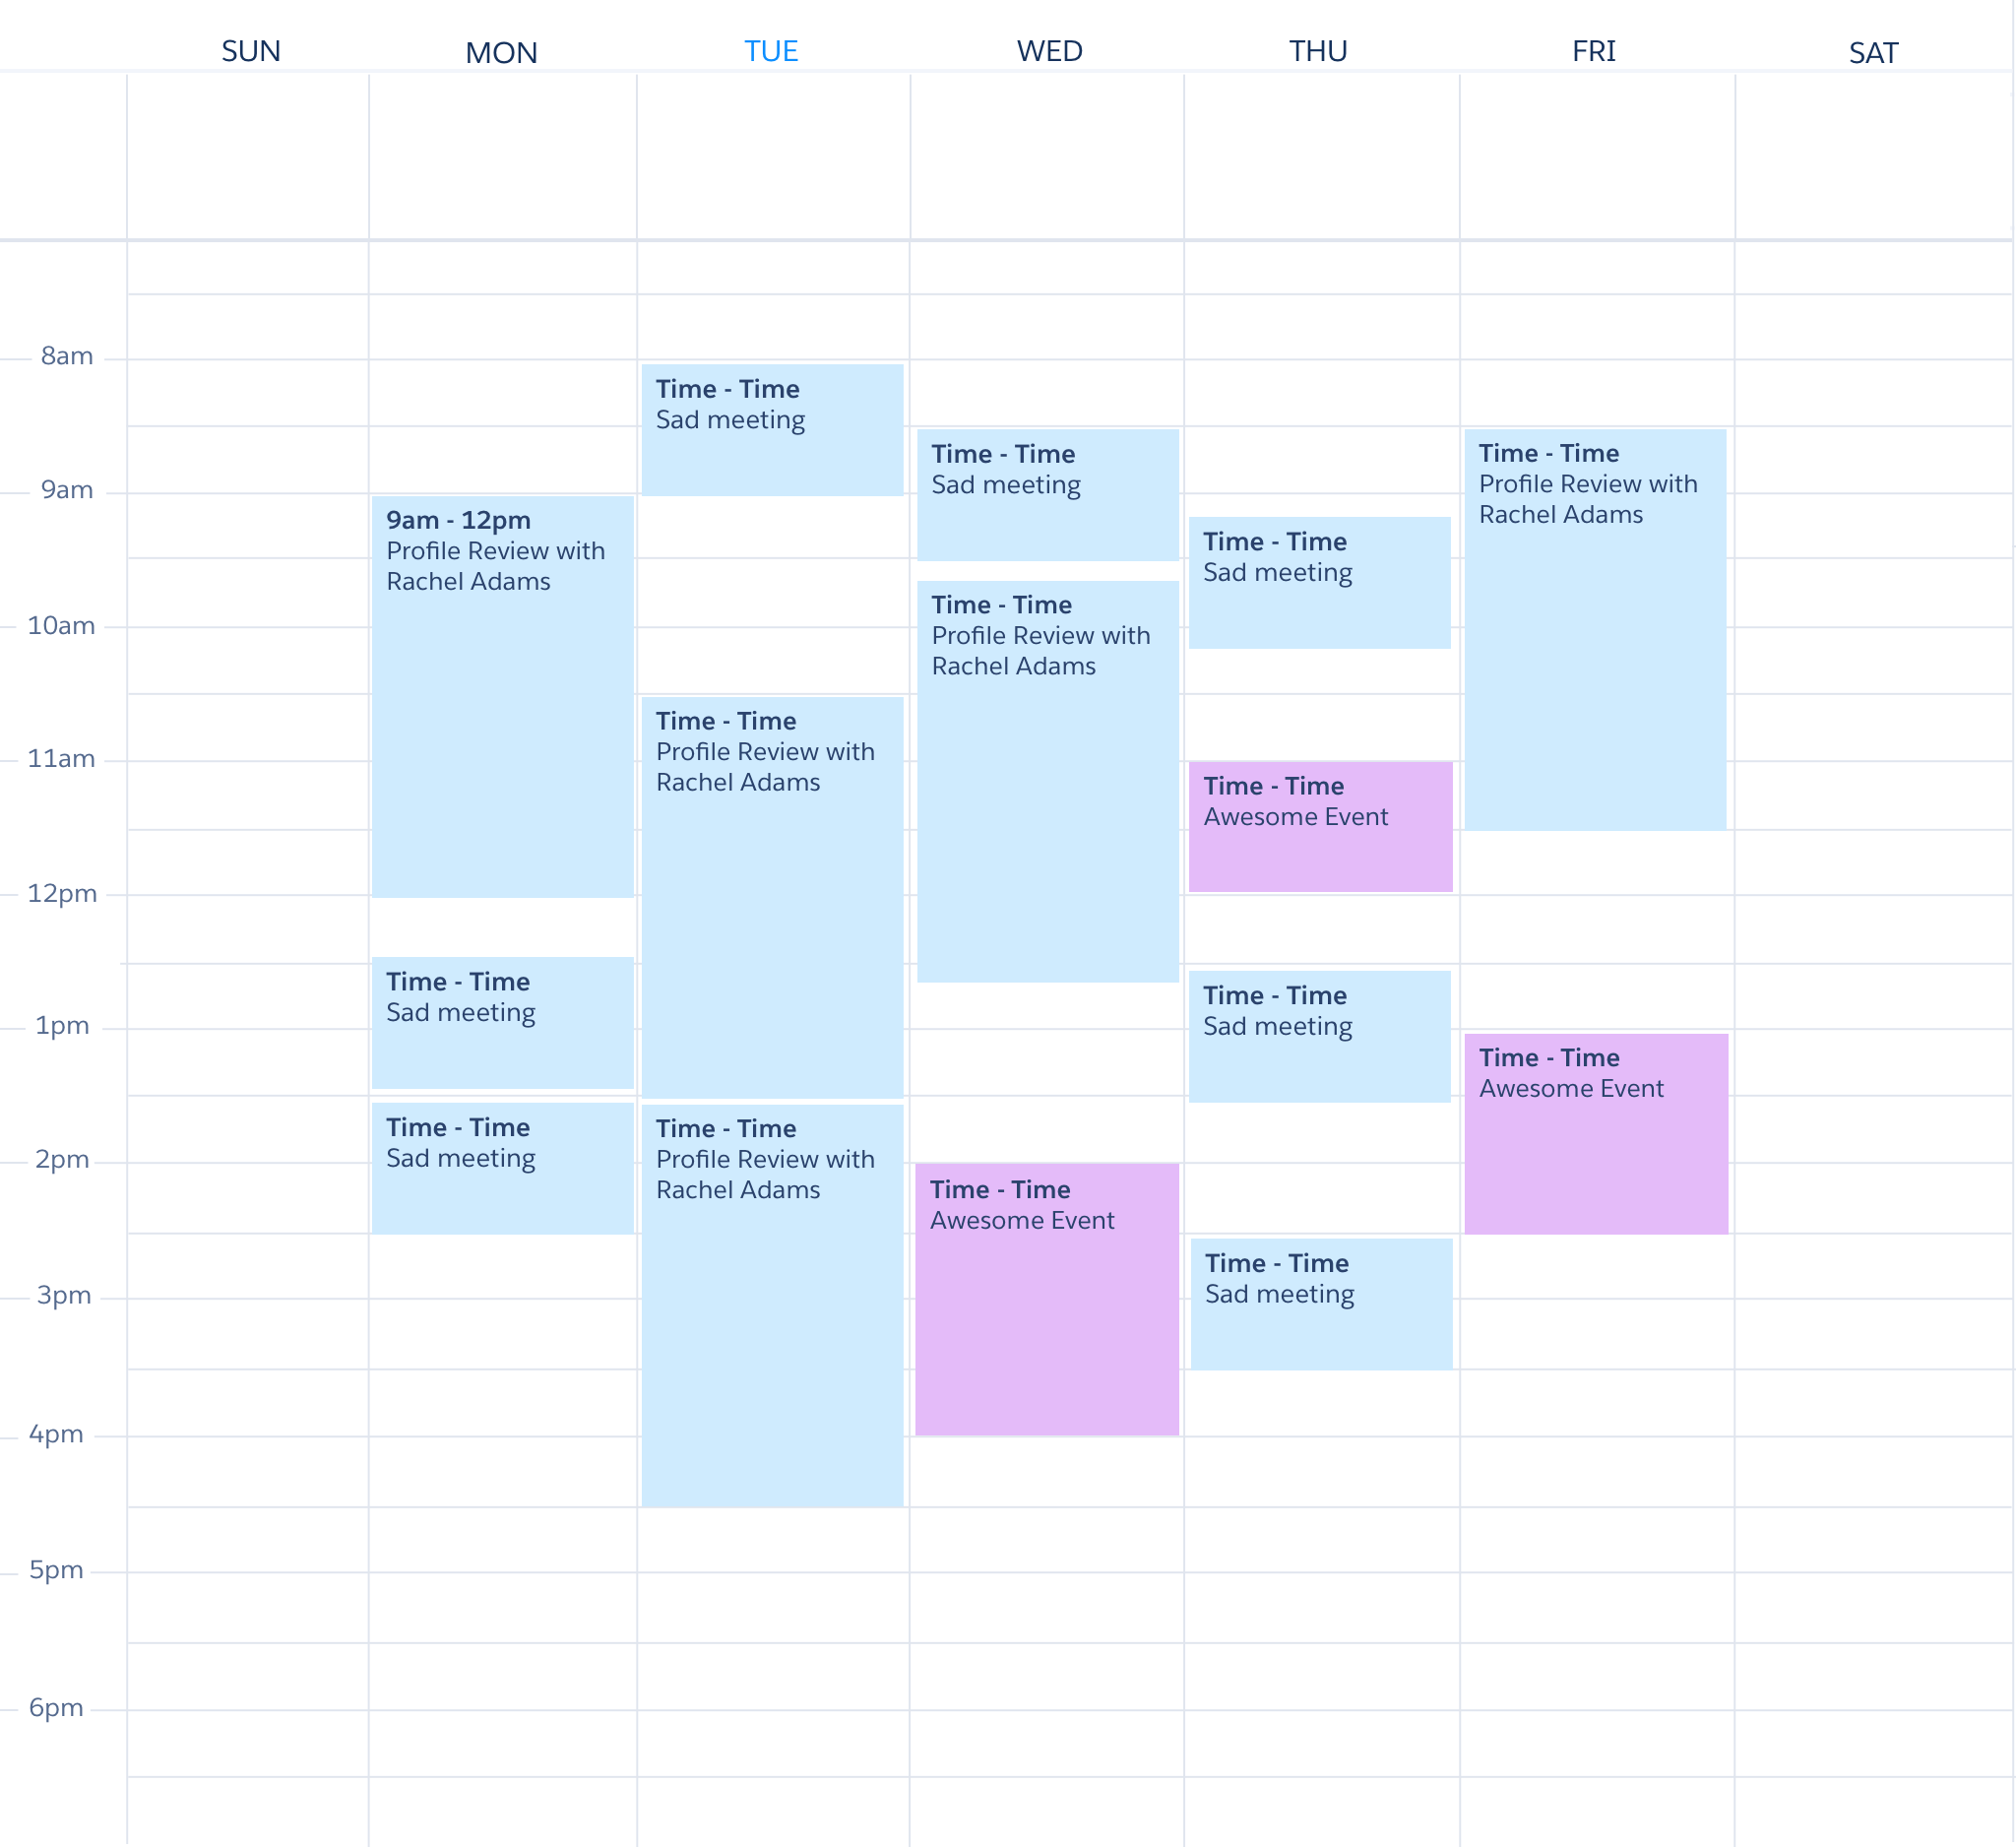 SUN
MON
TUE
WED
THU
FRI
SAT
8am
9am
10am
11am
12pm
1pm
2pm
3pm
4pm
5pm
6pm
9am - 12pm
Profile Review with
Rachel Adams
Time - Time
Sad meeting
Time - Time
Sad meeting
Time - Time
Sad meeting
Time - Time
Profile Review with
Rachel Adams
Time - Time
Profile Review with
Rachel Adams
Time - Time
Sad meeting
Time - Time
Profile Review with
Rachel Adams
Time - Time
Awesome Event
Time - Time
Sad meeting
Time - Time
Awesome Event
Time - Time
Sad meeting
Time - Time
Sad meeting
Time - Time
Profile Review with
Rachel Adams
Time - Time
Awesome Event